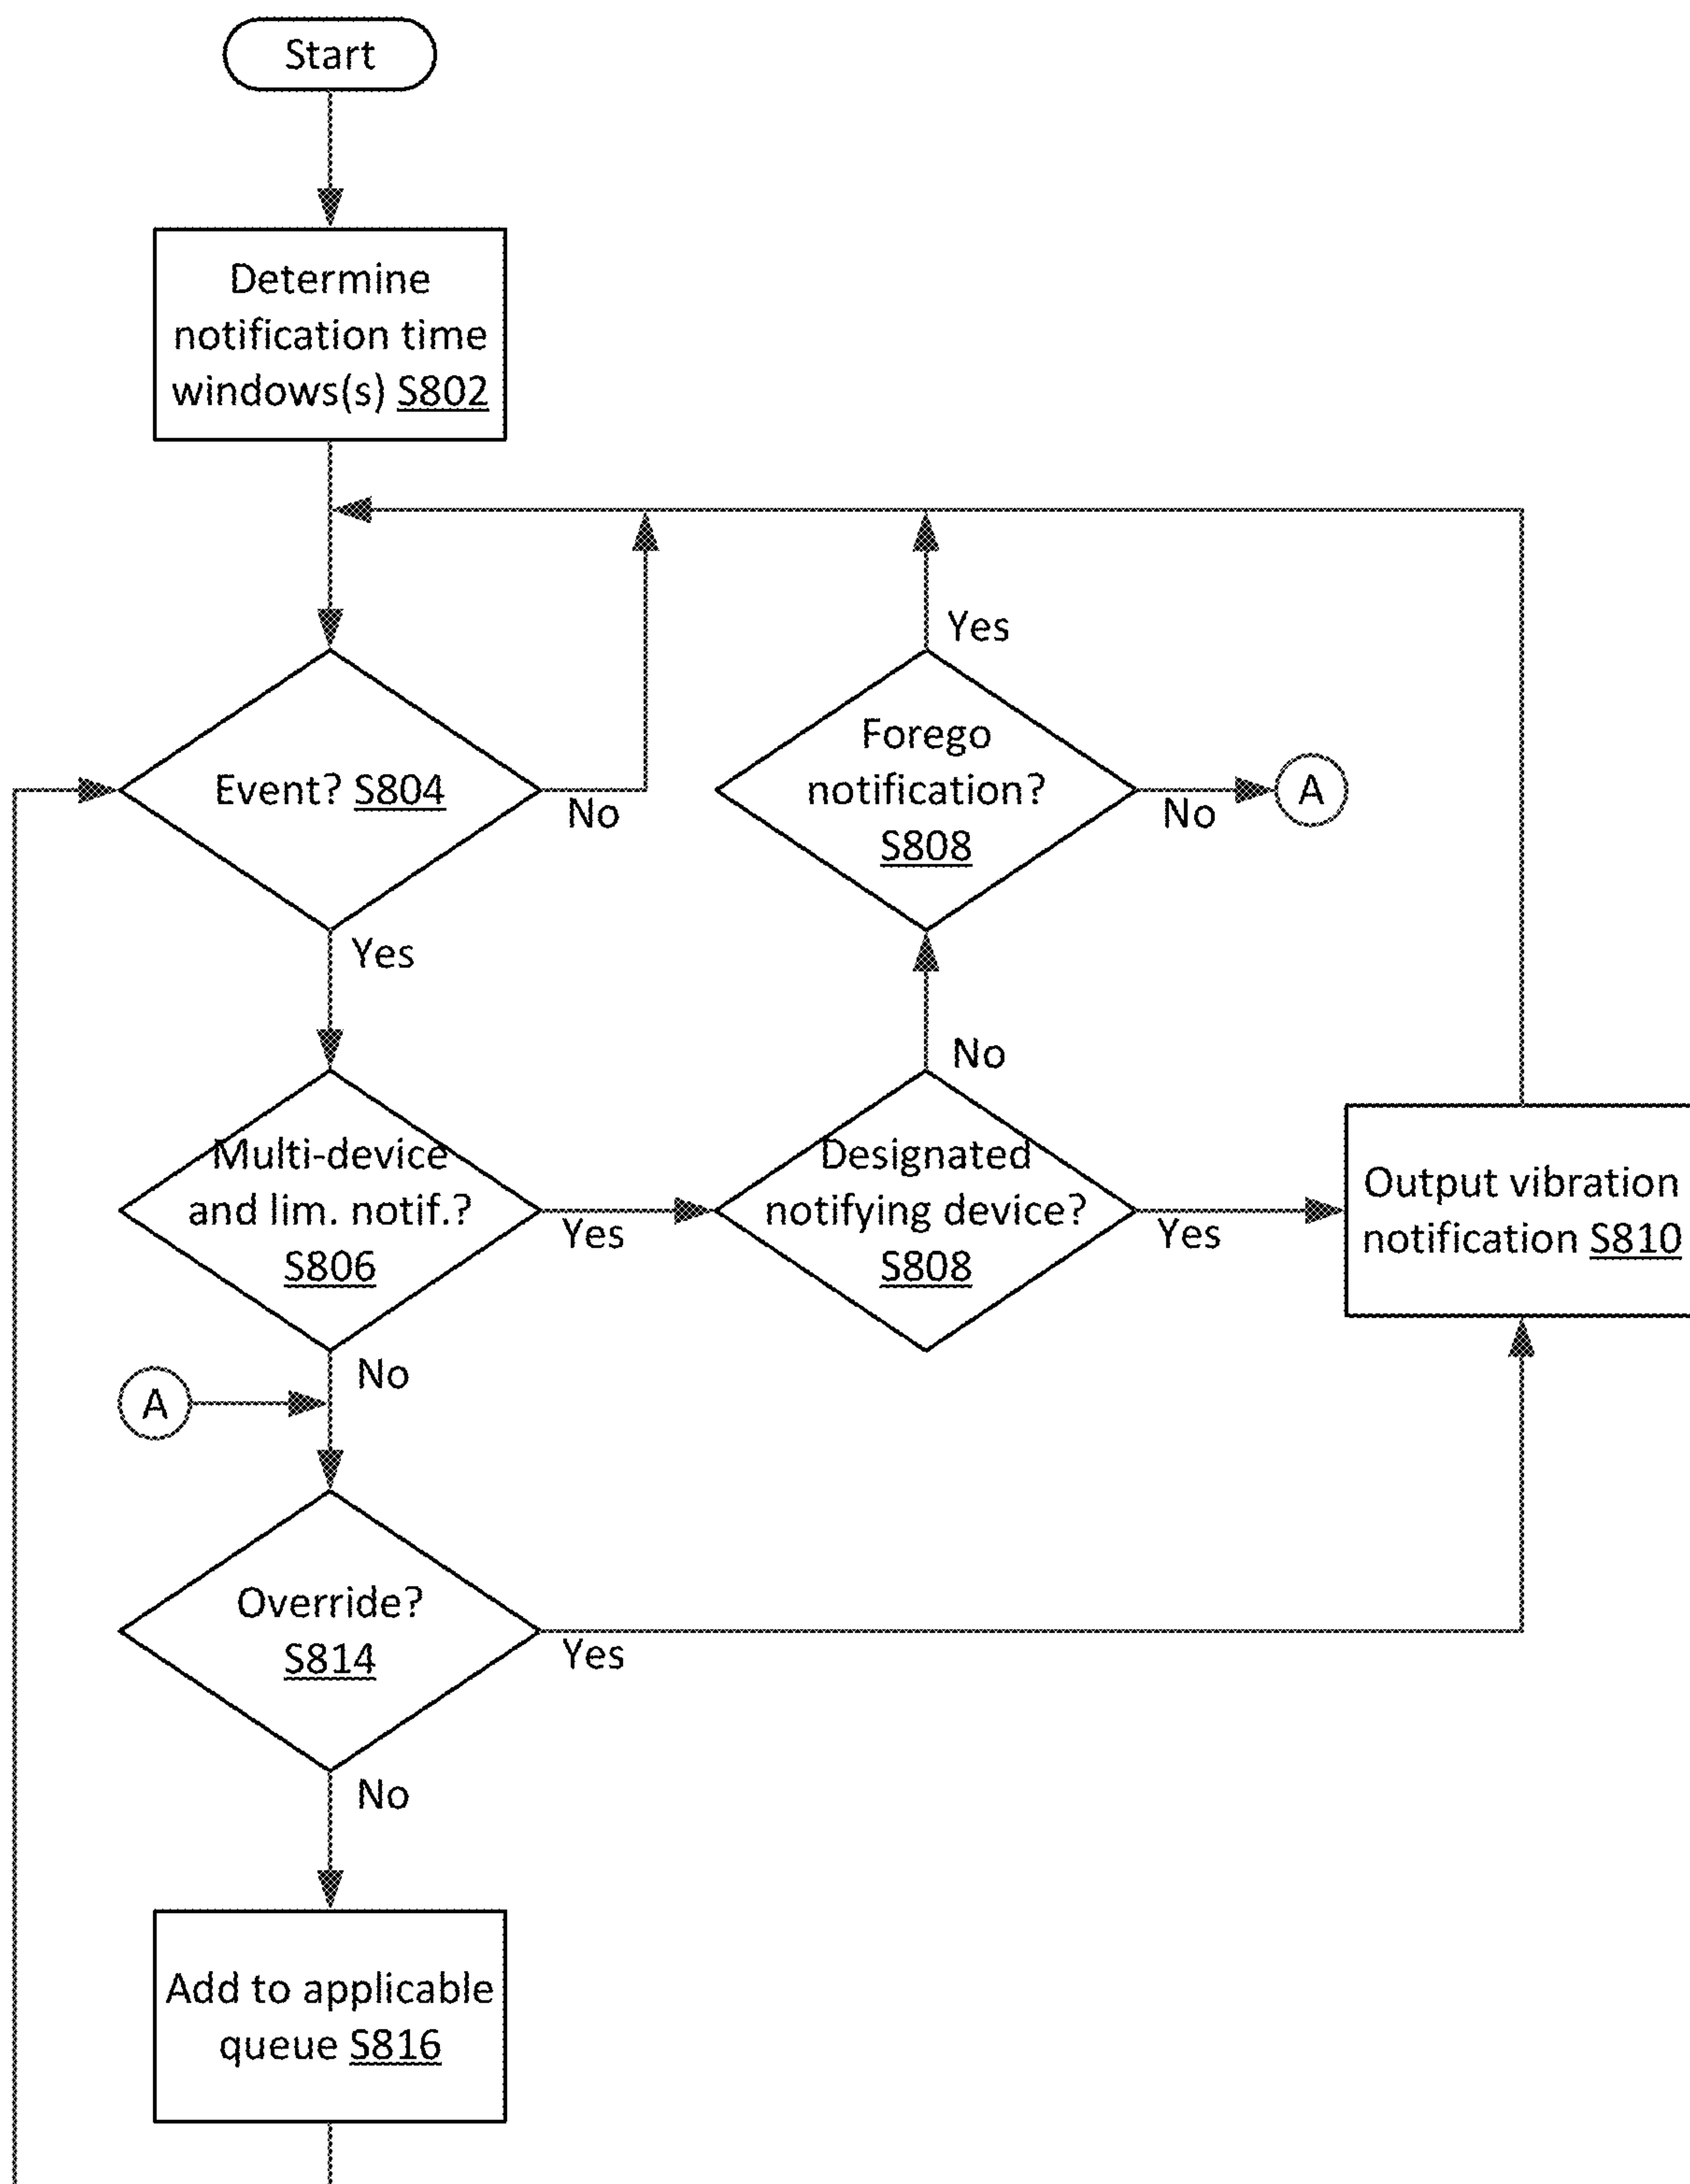 Start
Determine
notification time
windows(s) S802
Yes
Forego
notification?
S808
Event? S804
No
No
A
Yes
No
Multi-device
and lim. notif.?
S806
Yes
Designated
notifying device?
S808
Yes
Output vibration
notification S810
No
A
Override?
S814
Yes
No
Add to applicable
queue S816